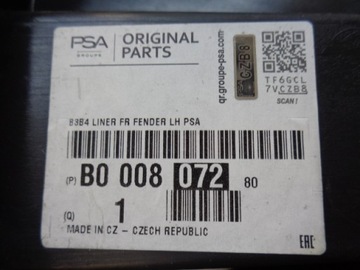 PSA
GROUPE
ORIGINAL
PARTS
qr.groupe-psa.com
CZB8
TF6GCL
7VCZB8
SCAN!
83B4 LINER FR FENDER LH PSA
(P) B0 008 072 80
(Q) 1
MADE IN CZ - CZECH REPUBLIC
EAC